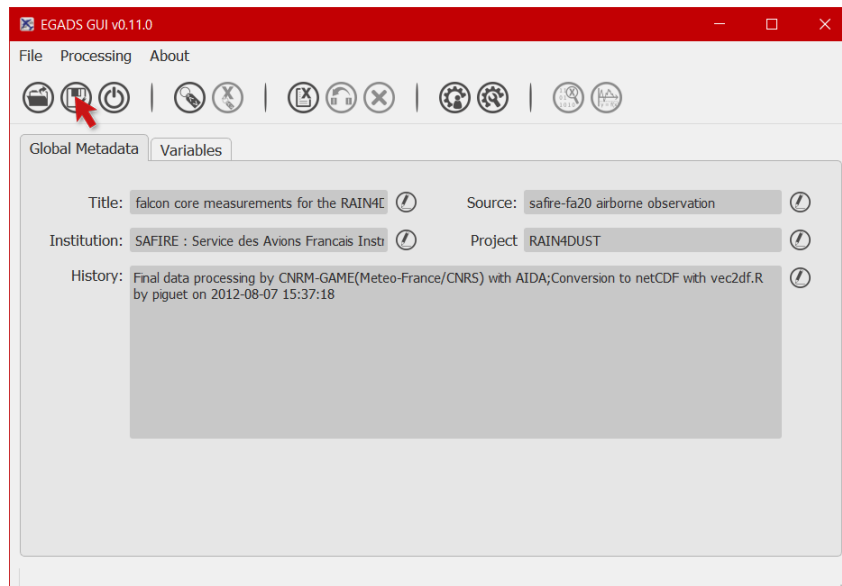 EGADS GUI v0.11.0
File Processing About
Global Metadata Variables
Title: falcon core measurements for the RAIN4D Source: safire-fa20 airborne observation
Institution: SAFIRE : Service des Avions Francais Instr Project RAIN4DUST
History: Final data processing by CNRM-GAME(Meteo-France/CNRS) with AIDA;Conversion to netCDF with vec2df.R
by piguet on 2012-08-07 15:37:18